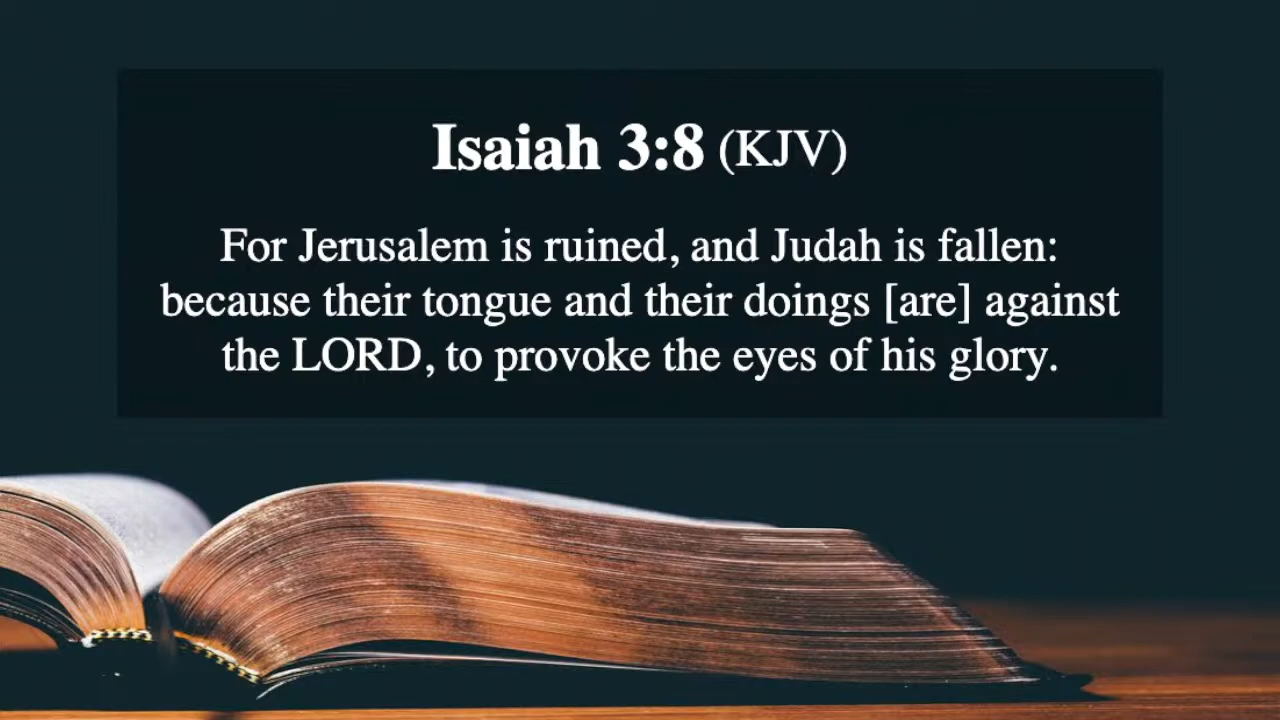 Isaiah 3:8 (KJV)
For Jerusalem is ruined, and Judah is fallen:
because their tongue and their doings [are] against
the LORD, to provoke the eyes of his glory.